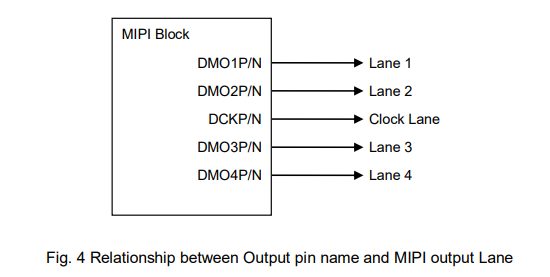 MIPI Block
DMO1P/N Lane 1
DMO2P/N Lane 2
DCKP/N Clock Lane
DMO3P/N Lane 3
DMO4P/N Lane 4
Fig. 4 Relationship between Output pin name and MIPI output Lane